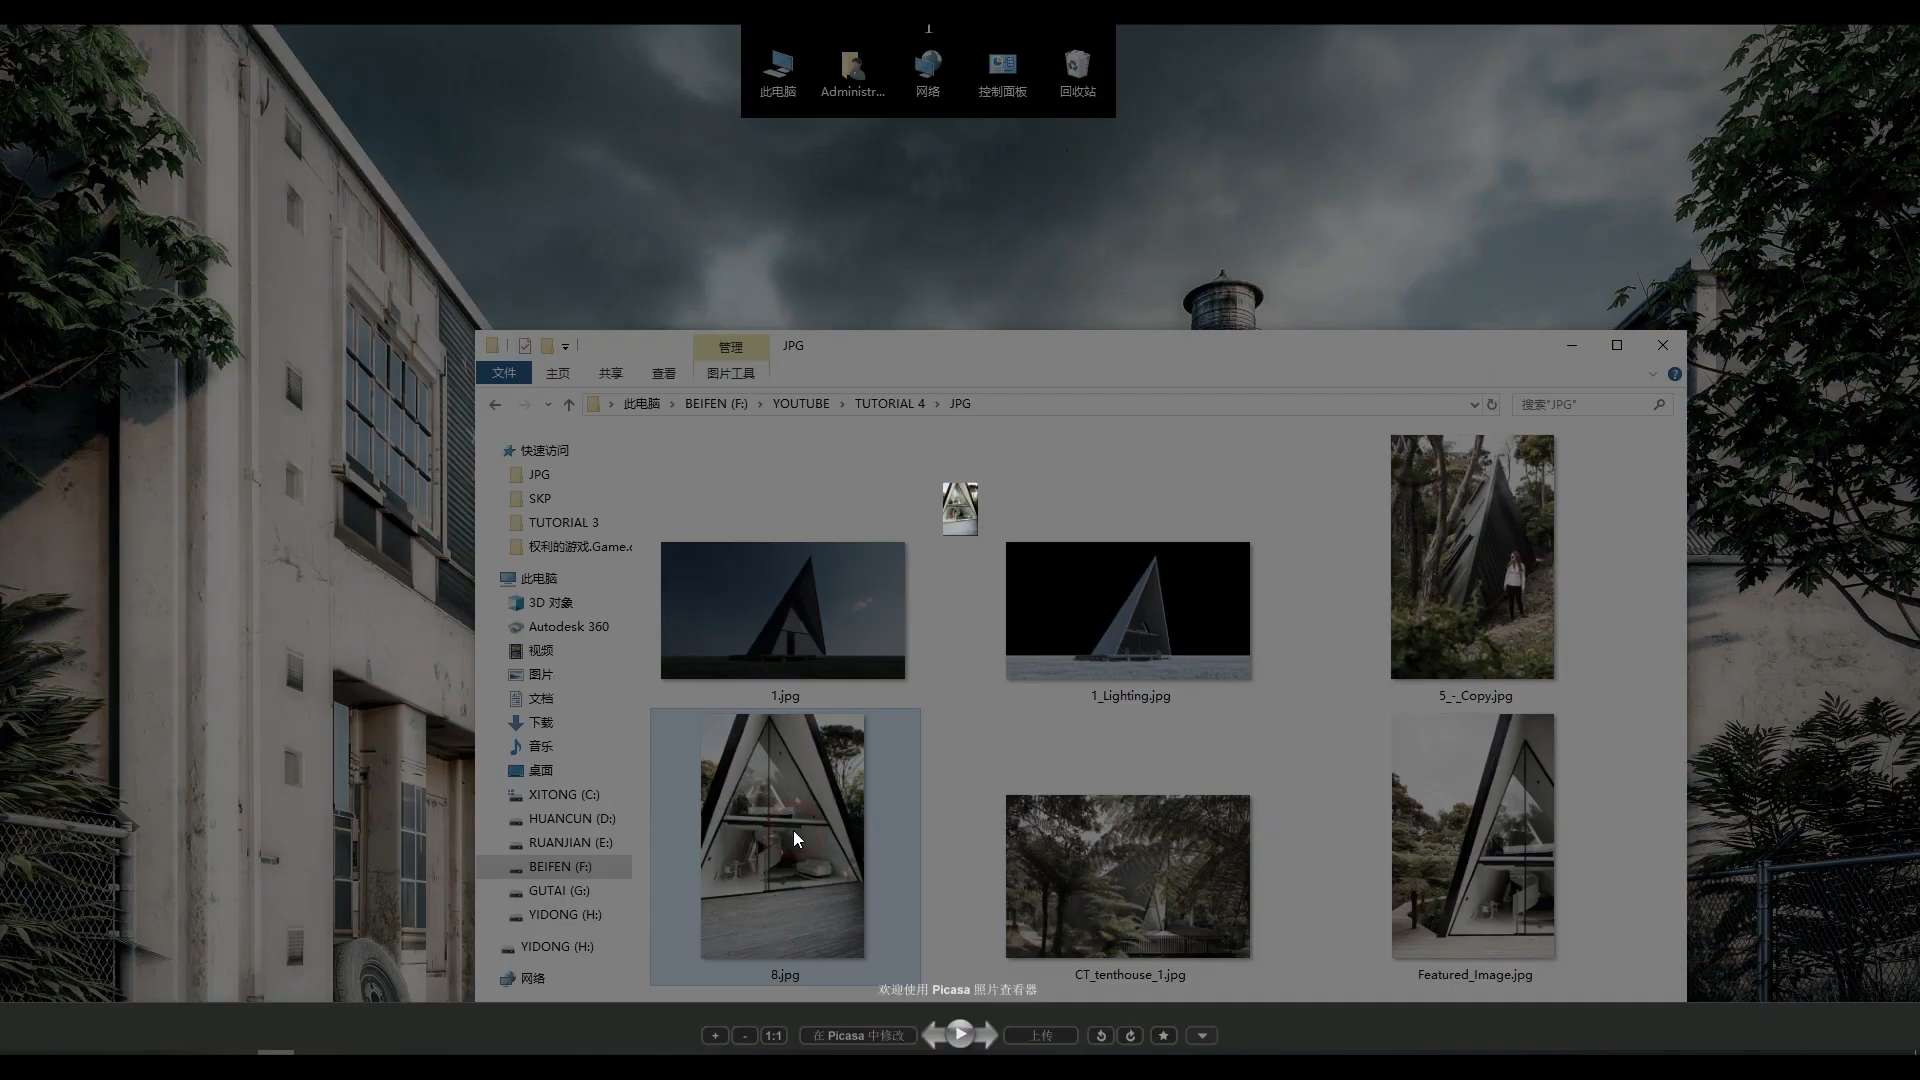 此电脑
Administr...
网络
控制面板
回收站
管理
JPG
文件
主页
共享
查看
图片工具
此电脑 › BEIFEN (F:) › YOUTUBE › TUTORIAL 4 › JPG
搜索"JPG"
快速访问
JPG
SKP
TUTORIAL 3
权利的游戏.Game.
此电脑
3D 对象
Autodesk 360
视频
图片
文档
下载
音乐
桌面
XITONG (C:)
HUANCUN (D:)
RUANJIAN (E:)
BEIFEN (F:)
GUTAI (G:)
YIDONG (H:)
YIDONG (H:)
网络
1.jpg
1_Lighting.jpg
5_-_Copy.jpg
8.jpg
CT_tenthouse_1.jpg
Featured_Image.jpg
欢迎使用 Picasa 照片查看器
+
-
1:1
在 Picasa 中修改
上传